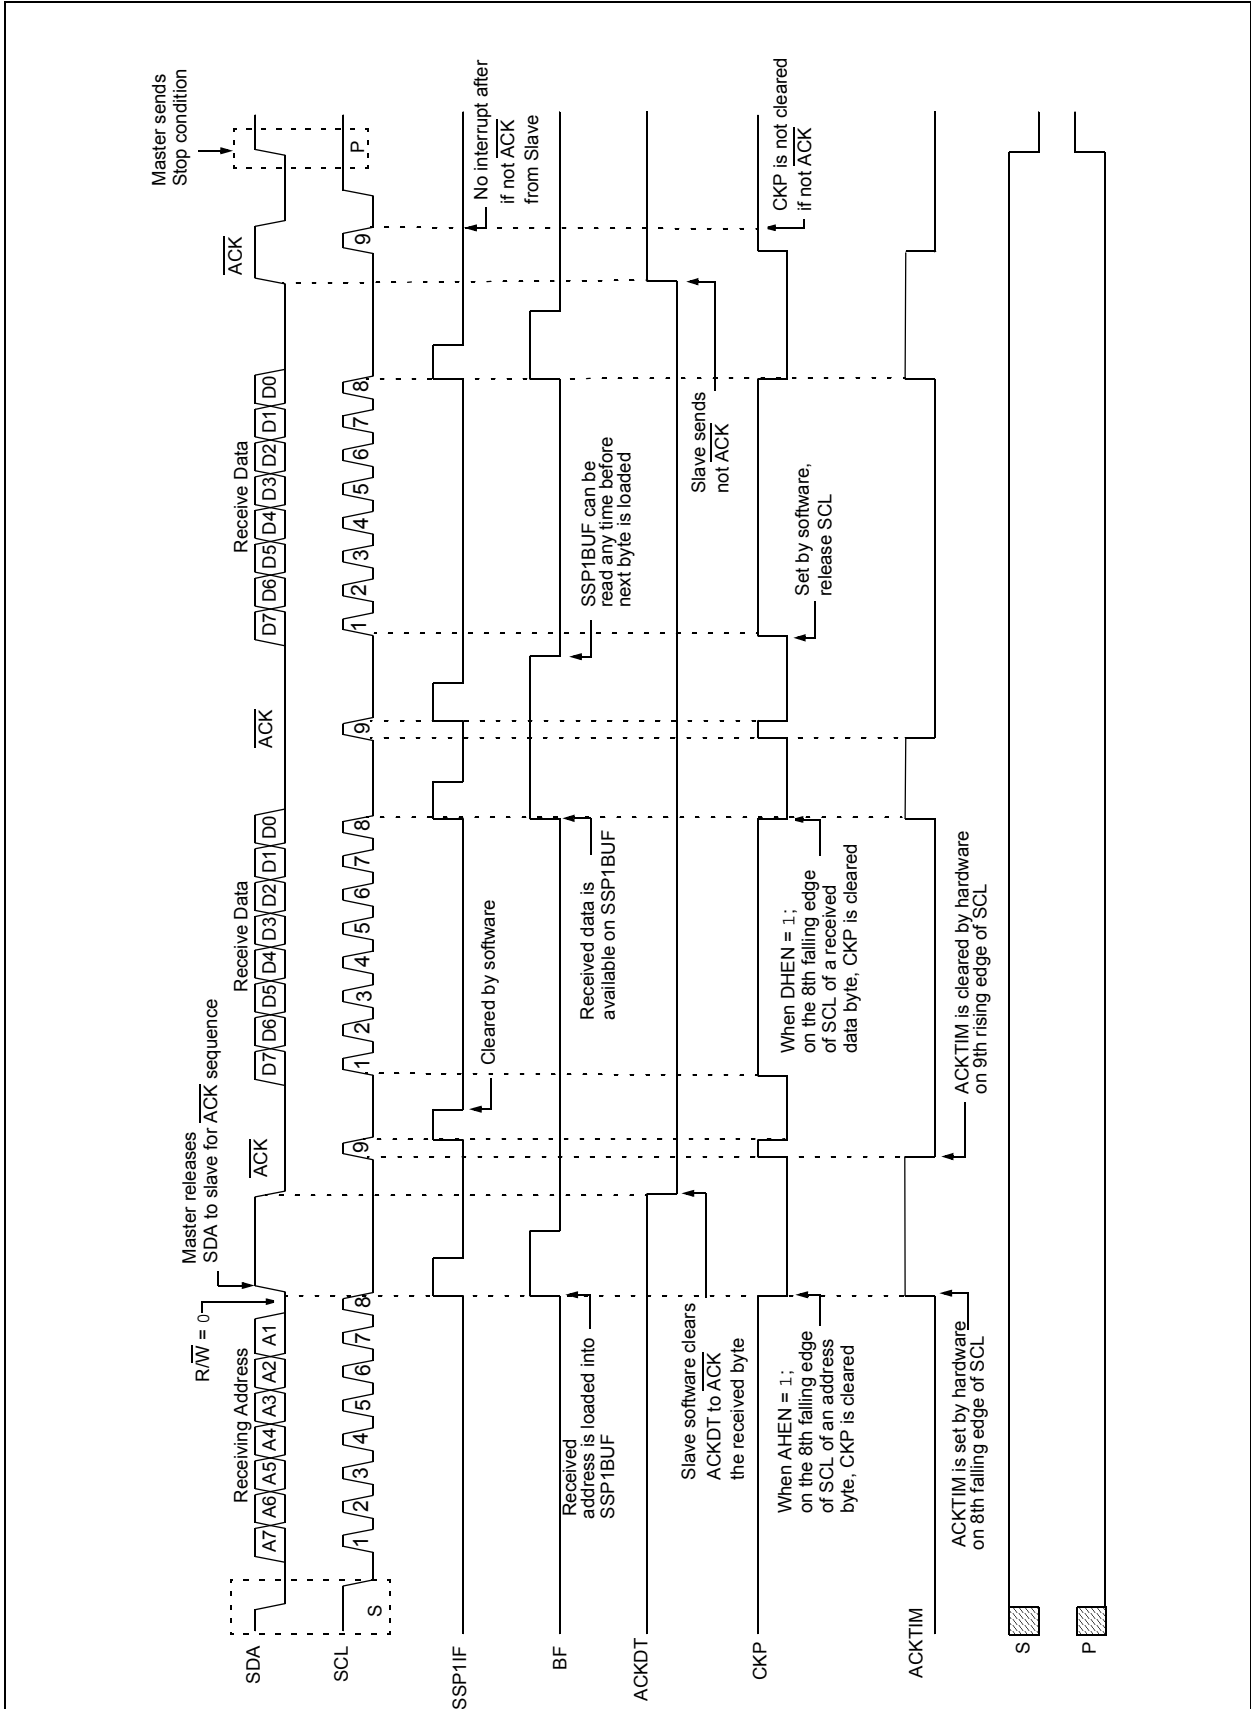 Master sends
Stop condition
Master releases
SDA to slave for ACK sequence
R/W = 0
Receiving Address
ACK
Receive Data
ACK
Receive Data
ACK
SDA
A7 A6 A5 A4 A3 A2 A1
D7 D6 D5 D4 D3 D2 D1 D0
D7 D6 D5 D4 D3 D2 D1 D0
SCL
S
1 2 3 4 5 6 7 8 9
1 2 3 4 5 6 7 8 9
1 2 3 4 5 6 7 8 9
P
SSP1IF
Cleared by software
No interrupt after
if not ACK
from Slave
BF
Received
address is loaded into
SSP1BUF
Received data is
available on SSP1BUF
SSP1BUF can be
read any time before
next byte is loaded
ACKDT
Slave software clears
ACKDT to ACK
the received byte
Slave sends
not ACK
CKP
When AHEN = 1;
on the 8th falling edge
of SCL of an address
byte, CKP is cleared
When DHEN = 1;
on the 8th falling edge
of SCL of a received
data byte, CKP is cleared
Set by software,
release SCL
CKP is not cleared
if not ACK
ACKTIM
ACKTIM is set by hardware
on 8th falling edge of SCL
ACKTIM is cleared by hardware
on 9th rising edge of SCL
S
P